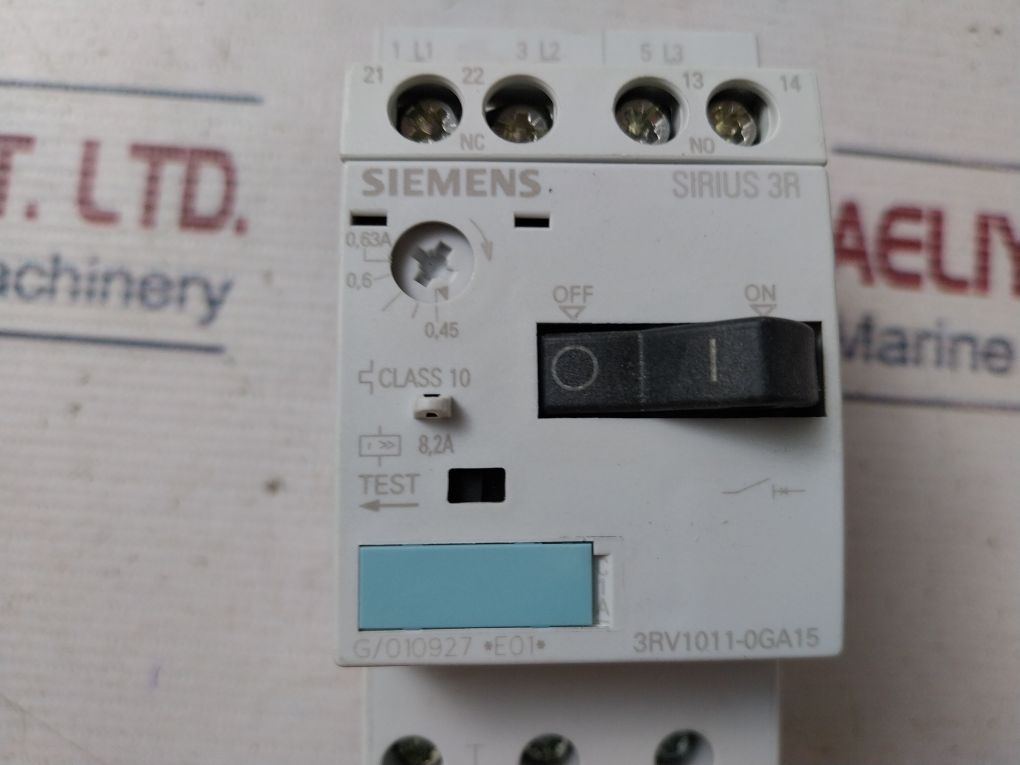 1 L1 3 L2 5 L3
21 22 13 14
NC NO
SIEMENS SIRIUS 3R
0,63A
0,6
0,45
OFF ON
O I
CLASS 10
I >> 8,2A
TEST
G/010927 *E01* 3RV1011-0GA15
T. LTD.
achinery
AELIY
Marine
T